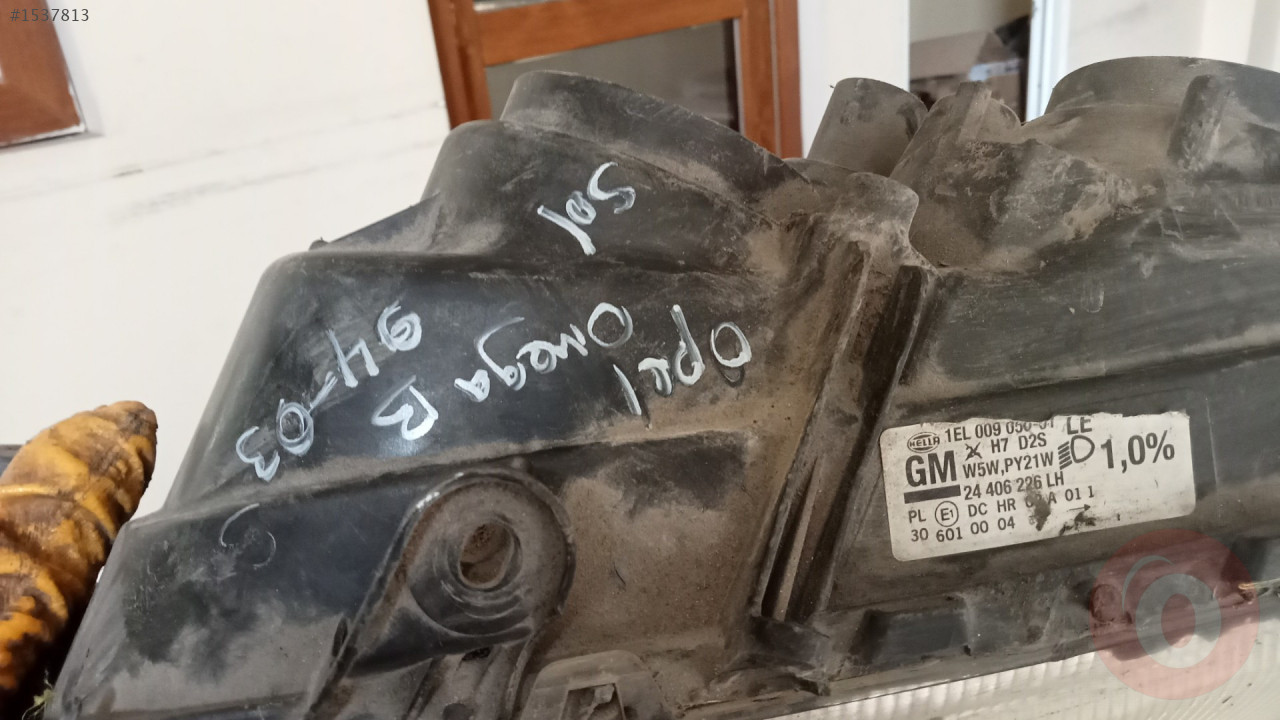 #1537813
Sol
Opel
Omega
B
94-03
HELLA 1EL 009 050-01 LE
H7 D2S
GM W5W,PY21W 1,0%
24 406 226 LH
PL E1 DC HR A 01 1
30 601 00 04